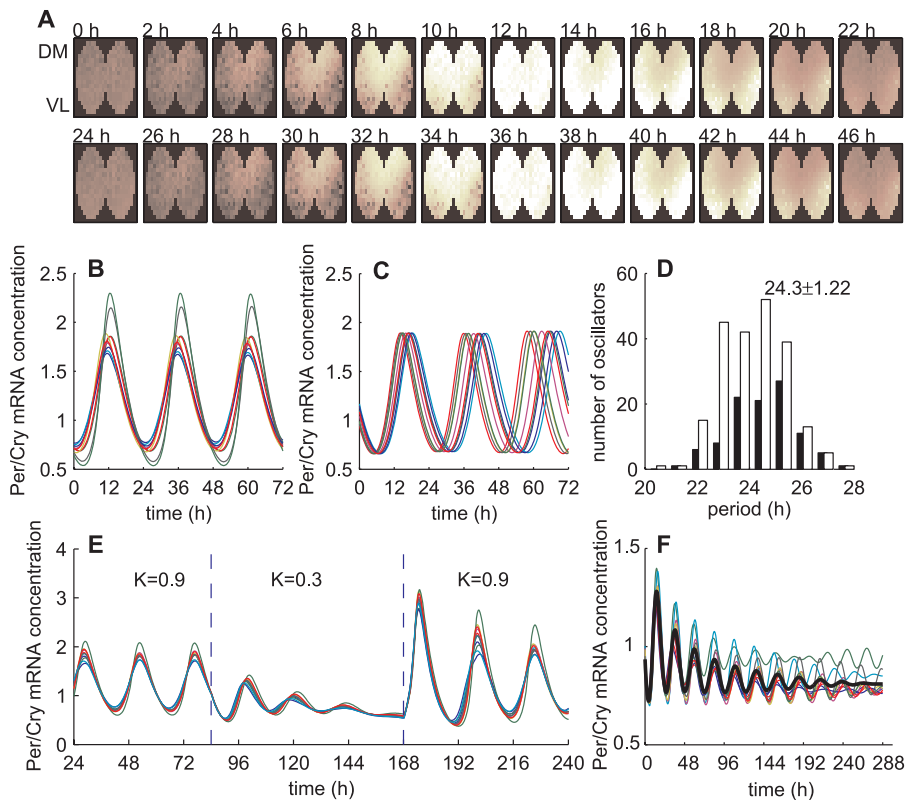 A
0 h 2 h 4 h 6 h 8 h 10 h 12 h 14 h 16 h 18 h 20 h 22 h
DM
VL
24 h 26 h 28 h 30 h 32 h 34 h 36 h 38 h 40 h 42 h 44 h 46 h
B
Per/Cry mRNA concentration
2.5
2
1.5
1
0.5
0 12 24 36 48 60 72
time (h)
C
Per/Cry mRNA concentration
2.5
2
1.5
1
0.5
0 12 24 36 48 60 72
time (h)
D
24.3±1.22
number of oscillators
60
40
20
0
20 22 24 26 28
period (h)
E
K=0.9 K=0.3 K=0.9
Per/Cry mRNA concentration
4
3
2
1
0
24 48 72 96 120 144 168 192 216 240
time (h)
F
Per/Cry mRNA concentration
1.5
1
0.5
0 48 96 144 192 240 288
time (h)